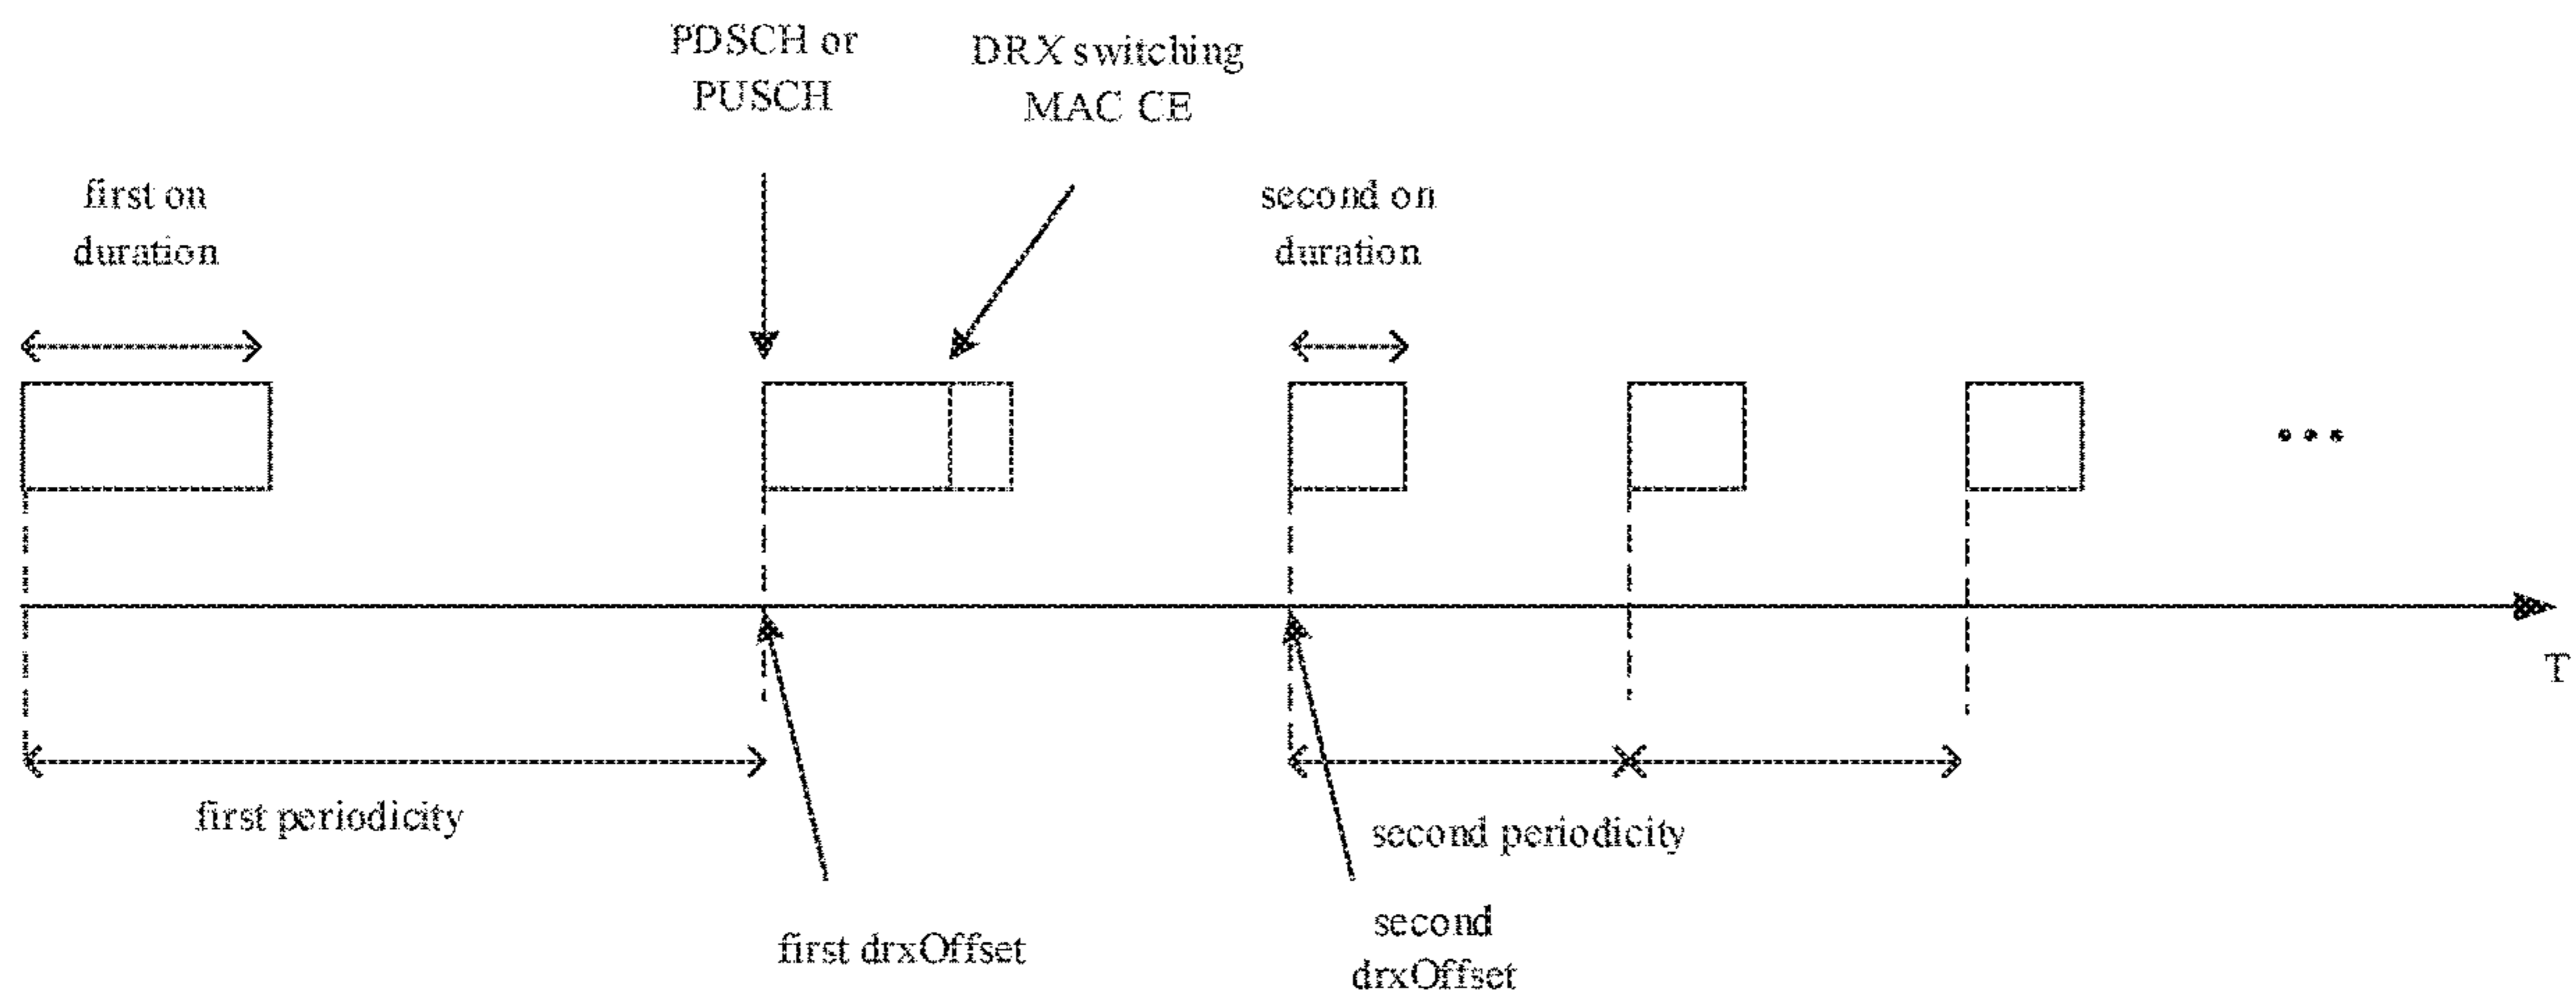 PDSCH or
PUSCH
DRX switching
MAC CE
first on
duration
second on
duration
...
T
first periodicity
second periodicity
first drxOffset
second
drxOffset